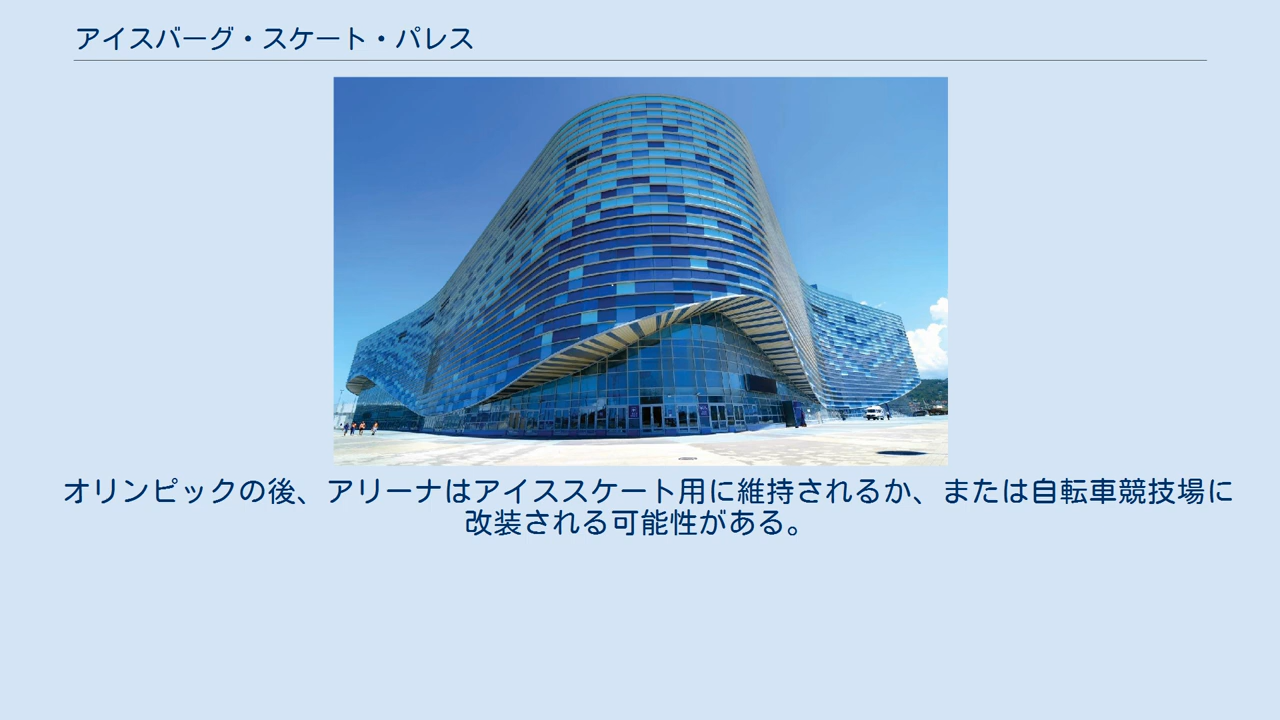 アイスバーグ・スケート・パレス
オリンピックの後、アリーナはアイススケート用に維持されるか、または自転車競技場に
改装される可能性がある。